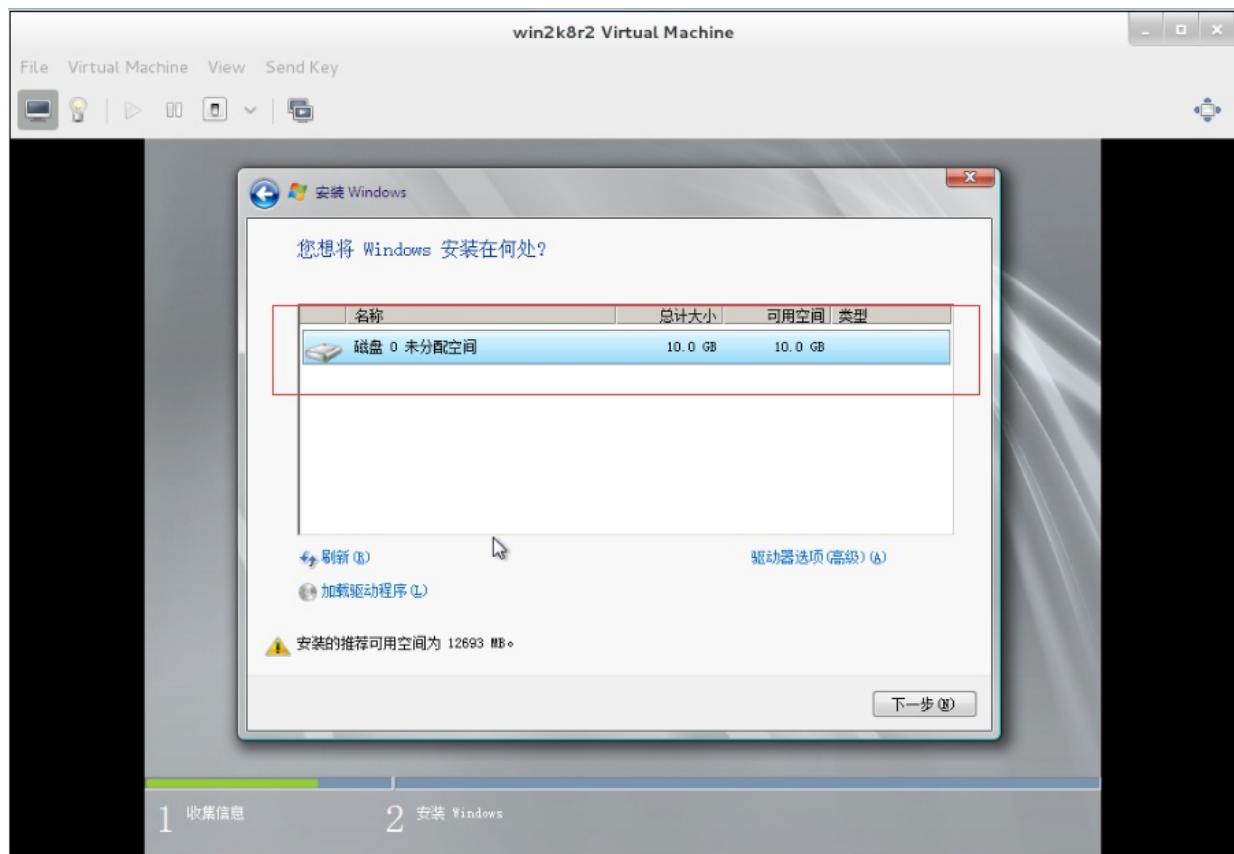 win2k8r2 Virtual Machine
File Virtual Machine View Send Key
安装 Windows
您想将 Windows 安装在何处?
名称 总计大小 可用空间 类型
磁盘 0 未分配空间 10.0 GB 10.0 GB
刷新(R) 驱动器选项(高级)(A)
加载驱动程序(L)
安装的推荐可用空间为 12693 MB。
下一步(N)
1 收集信息 2 安装 Windows